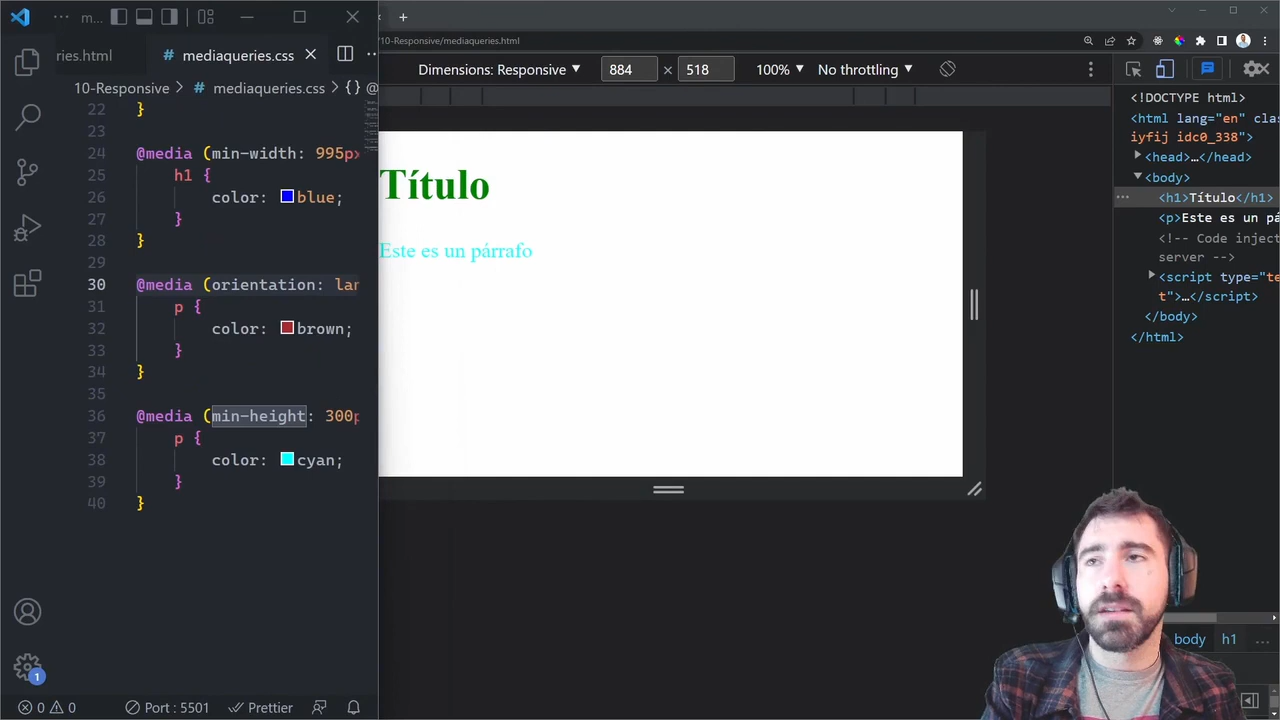 m...
ries.html
# mediaqueries.css
10-Responsive > # mediaqueries.css > {} @
22 }
23
24 @media (min-width: 995px
25 h1 {
26 color: blue;
27 }
28 }
29
30 @media (orientation: lan
31 p {
32 color: brown;
33 }
34 }
35
36 @media (min-height: 300p
37 p {
38 color: cyan;
39 }
40 }
1
0 0
Port : 5501
Prettier
/10-Responsive/mediaqueries.html
Dimensions: Responsive
884 × 518
100%
No throttling
Título
Este es un párrafo
<!DOCTYPE html>
<html lang="en" clas
iyfij idc0_338">
<head>…</head>
<body>
<h1>Título</h1>
<p>Este es un pá
<!-- Code inject
server -->
<script type="te
t">…</script>
</body>
</html>
body h1 ...